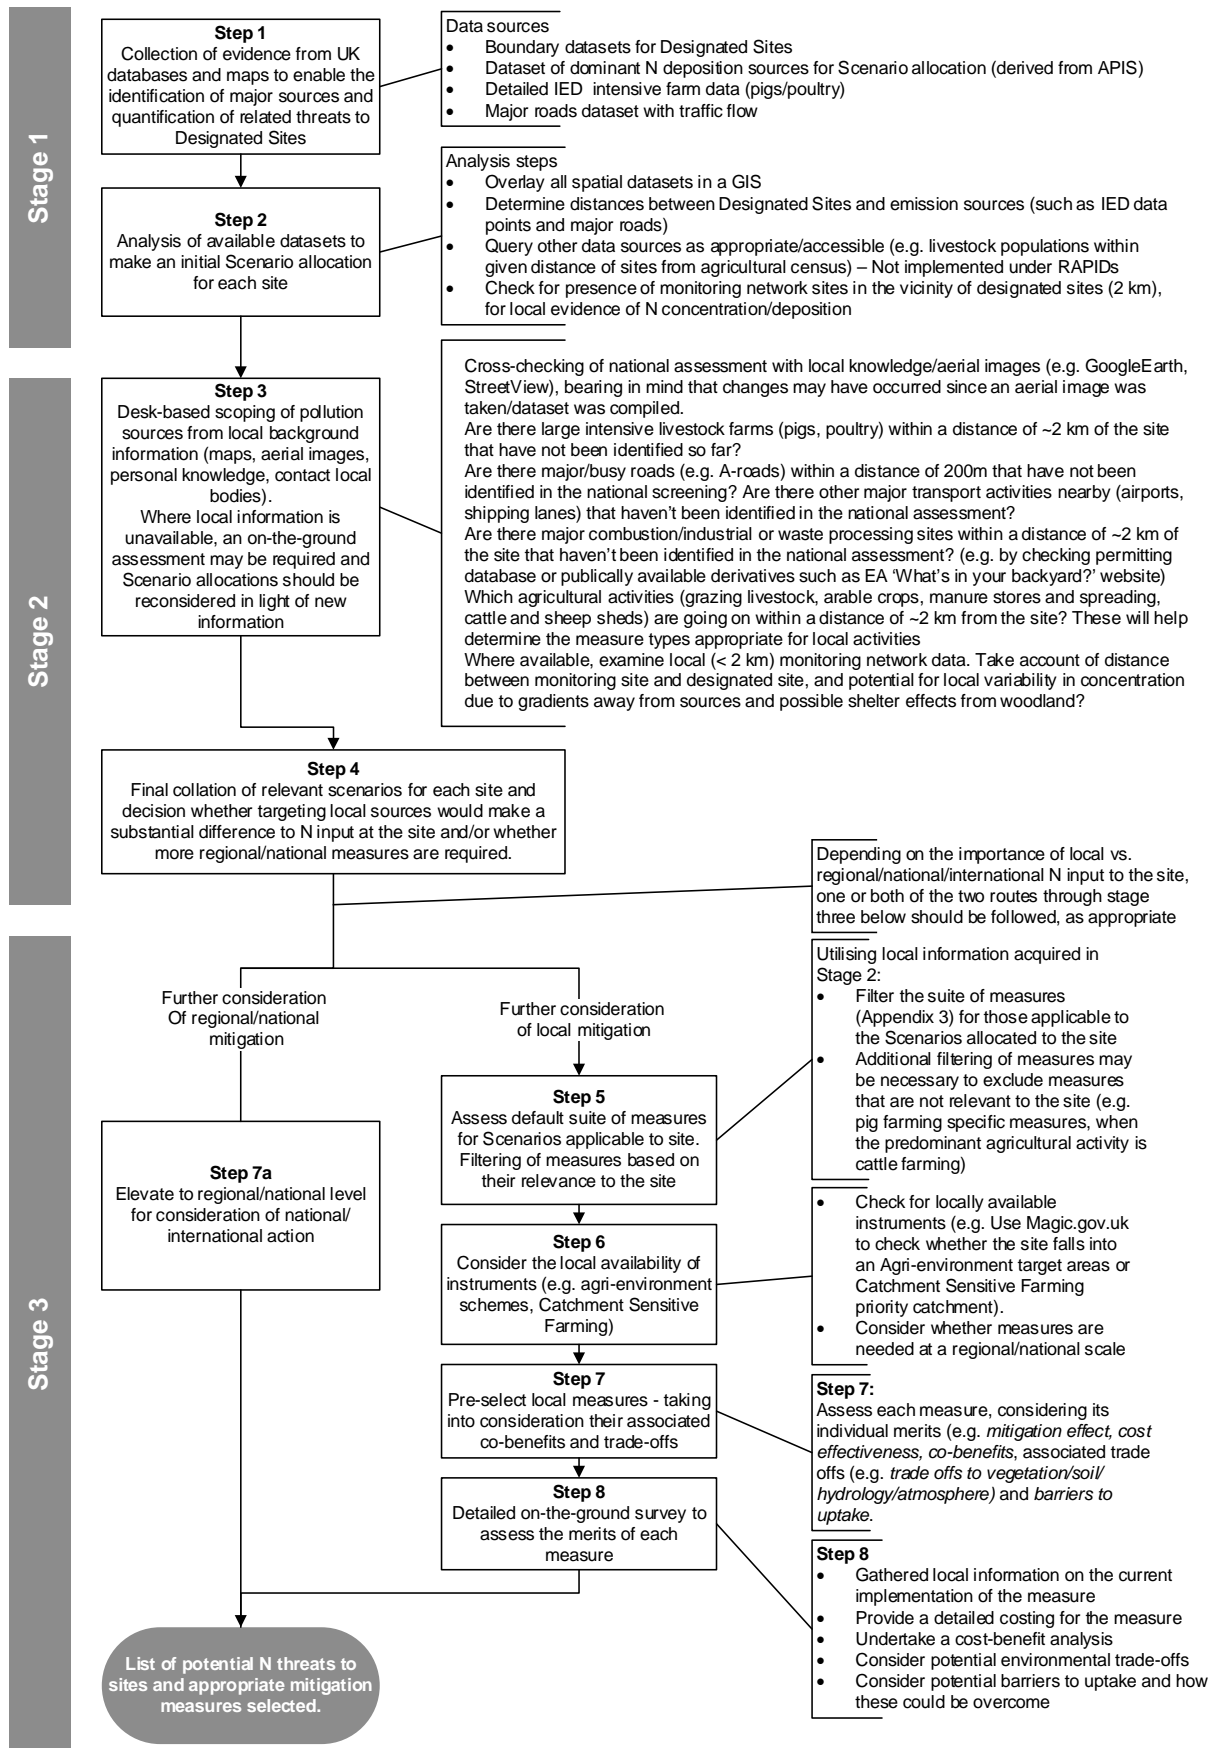 Stage 1
Step 1
Collection of evidence from UK
databases and maps to enable the
identification of major sources and
quantification of related threats to
Designated Sites
Data sources
• Boundary datasets for Designated Sites
• Dataset of dominant N deposition sources for Scenario allocation (derived from APIS)
• Detailed IED intensive farm data (pigs/poultry)
• Major roads dataset with traffic flow
Step 2
Analysis of available datasets to
make an initial Scenario allocation
for each site
Analysis steps
• Overlay all spatial datasets in a GIS
• Determine distances between Designated Sites and emission sources (such as IED data
points and major roads)
• Query other data sources as appropriate/accessible (e.g. livestock populations within
given distance of sites from agricultural census) – Not implemented under RAPIDs
• Check for presence of monitoring network sites in the vicinity of designated sites (2 km),
for local evidence of N concentration/deposition
Stage 2
Step 3
Desk-based scoping of pollution
sources from local background
information (maps, aerial images,
personal knowledge, contact local
bodies).
Where local information is
unavailable, an on-the-ground
assessment may be required and
Scenario allocations should be
reconsidered in light of new
information
Cross-checking of national assessment with local knowledge/aerial images (e.g. GoogleEarth,
StreetView), bearing in mind that changes may have occurred since an aerial image was
taken/dataset was compiled.
Are there large intensive livestock farms (pigs, poultry) within a distance of ~2 km of the site
that have not been identified so far?
Are there major/busy roads (e.g. A-roads) within a distance of 200m that have not been
identified in the national screening? Are there other major transport activities nearby (airports,
shipping lanes) that haven’t been identified in the national assessment?
Are there major combustion/industrial or waste processing sites within a distance of ~2 km of
the site that haven’t been identified in the national assessment? (e.g. by checking permitting
database or publically available derivatives such as EA ‘What’s in your backyard?’ website)
Which agricultural activities (grazing livestock, arable crops, manure stores and spreading,
cattle and sheep sheds) are going on within a distance of ~2 km from the site? These will help
determine the measure types appropriate for local activities
Where available, examine local (< 2 km) monitoring network data. Take account of distance
between monitoring site and designated site, and potential for local variability in concentration
due to gradients away from sources and possible shelter effects from woodland?
Step 4
Final collation of relevant scenarios for each site and
decision whether targeting local sources would make a
substantial difference to N input at the site and/or whether
more regional/national measures are required.
Depending on the importance of local vs.
regional/national/international N input to the site,
one or both of the two routes through stage
three below should be followed, as appropriate
Stage 3
Further consideration
Of regional/national
mitigation
Further consideration
of local mitigation
Step 7a
Elevate to regional/national level
for consideration of national/
international action
Step 5
Assess default suite of measures
for Scenarios applicable to site.
Filtering of measures based on
their relevance to the site
Utilising local information acquired in
Stage 2:
• Filter the suite of measures
(Appendix 3) for those applicable to
the Scenarios allocated to the site
• Additional filtering of measures may
be necessary to exclude measures
that are not relevant to the site (e.g.
pig farming specific measures, when
the predominant agricultural activity is
cattle farming)
Step 6
Consider the local availability of
instruments (e.g. agri-environment
schemes, Catchment Sensitive
Farming)
• Check for locally available
instruments (e.g. Use Magic.gov.uk
to check whether the site falls into
an Agri-environment target areas or
Catchment Sensitive Farming
priority catchment).
• Consider whether measures are
needed at a regional/national scale
Step 7
Pre-select local measures - taking
into consideration their associated
co-benefits and trade-offs
Step 7:
Assess each measure, considering its
individual merits (e.g. mitigation effect, cost
effectiveness, co-benefits, associated trade
offs (e.g. trade offs to vegetation/soil/
hydrology/atmosphere) and barriers to
uptake.
Step 8
Detailed on-the-ground survey to
assess the merits of each
measure
Step 8
• Gathered local information on the current
implementation of the measure
• Provide a detailed costing for the measure
• Undertake a cost-benefit analysis
• Consider potential environmental trade-offs
• Consider potential barriers to uptake and how
these could be overcome
List of potential N threats to
sites and appropriate mitigation
measures selected.